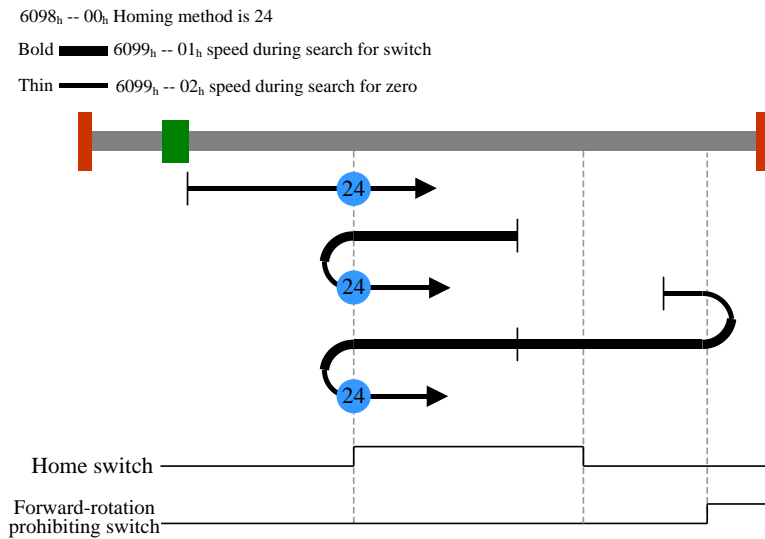 6098h -- 00h Homing method is 24
Bold 6099h -- 01h speed during search for switch
Thin 6099h -- 02h speed during search for zero
24
24
24
Home switch
Forward-rotation
prohibiting switch